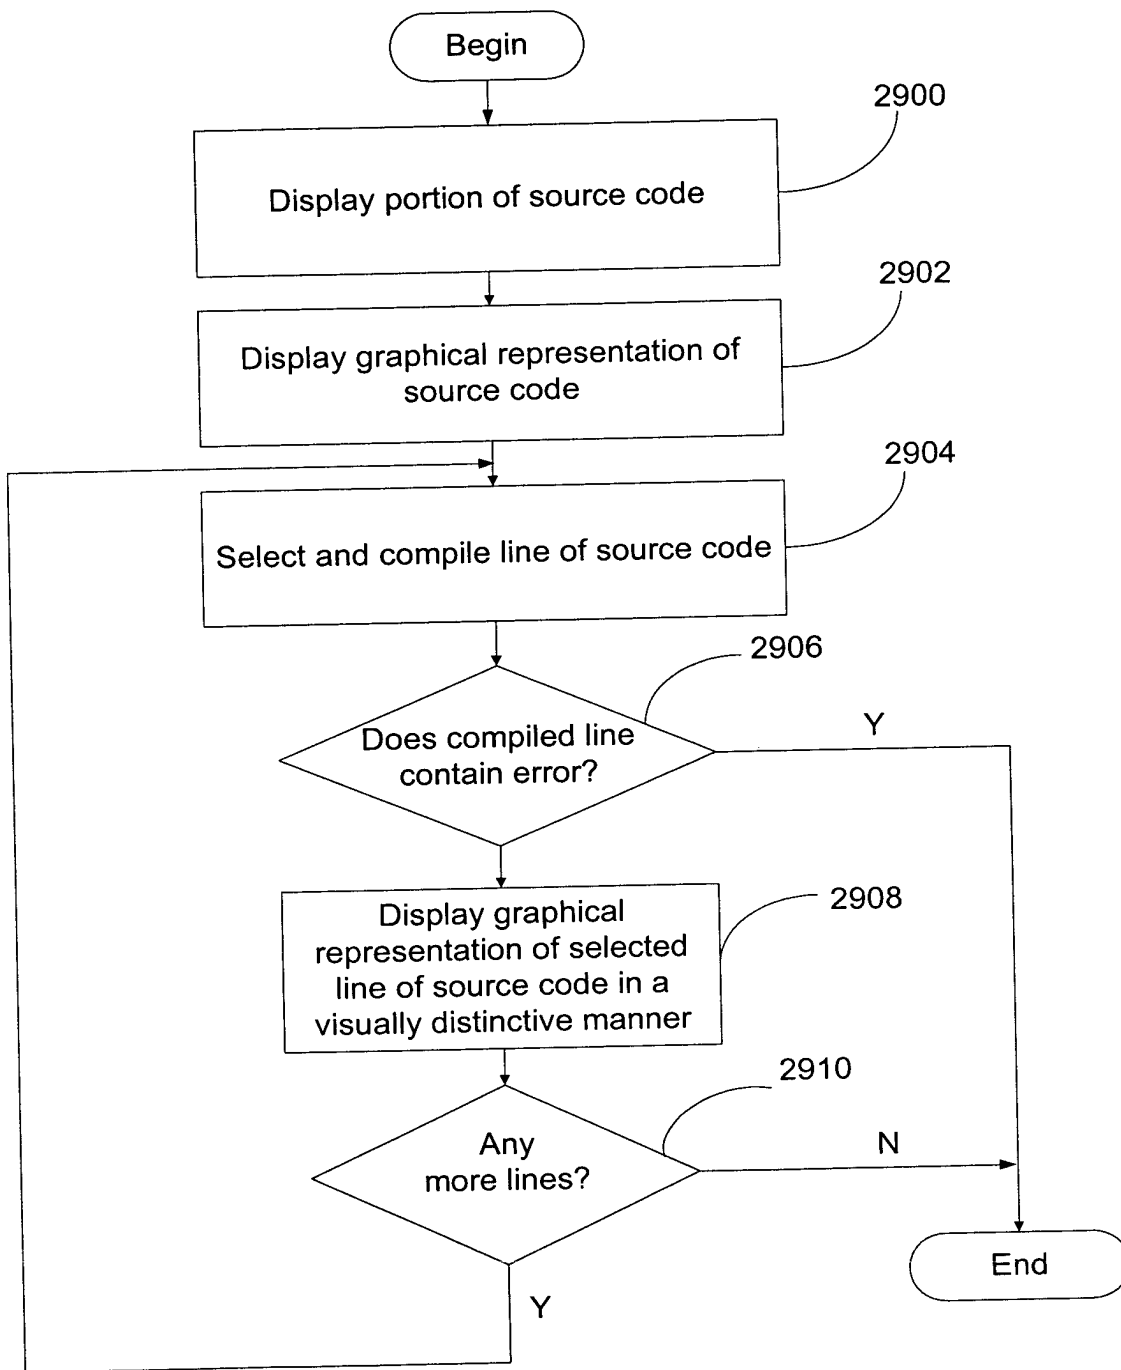 Begin
2900
Display portion of source code
2902
Display graphical representation of
source code
2904
Select and compile line of source code
2906
Does compiled line
contain error?
Y
2908
Display graphical
representation of selected
line of source code in a
visually distinctive manner
2910
Any
more lines?
N
End
Y